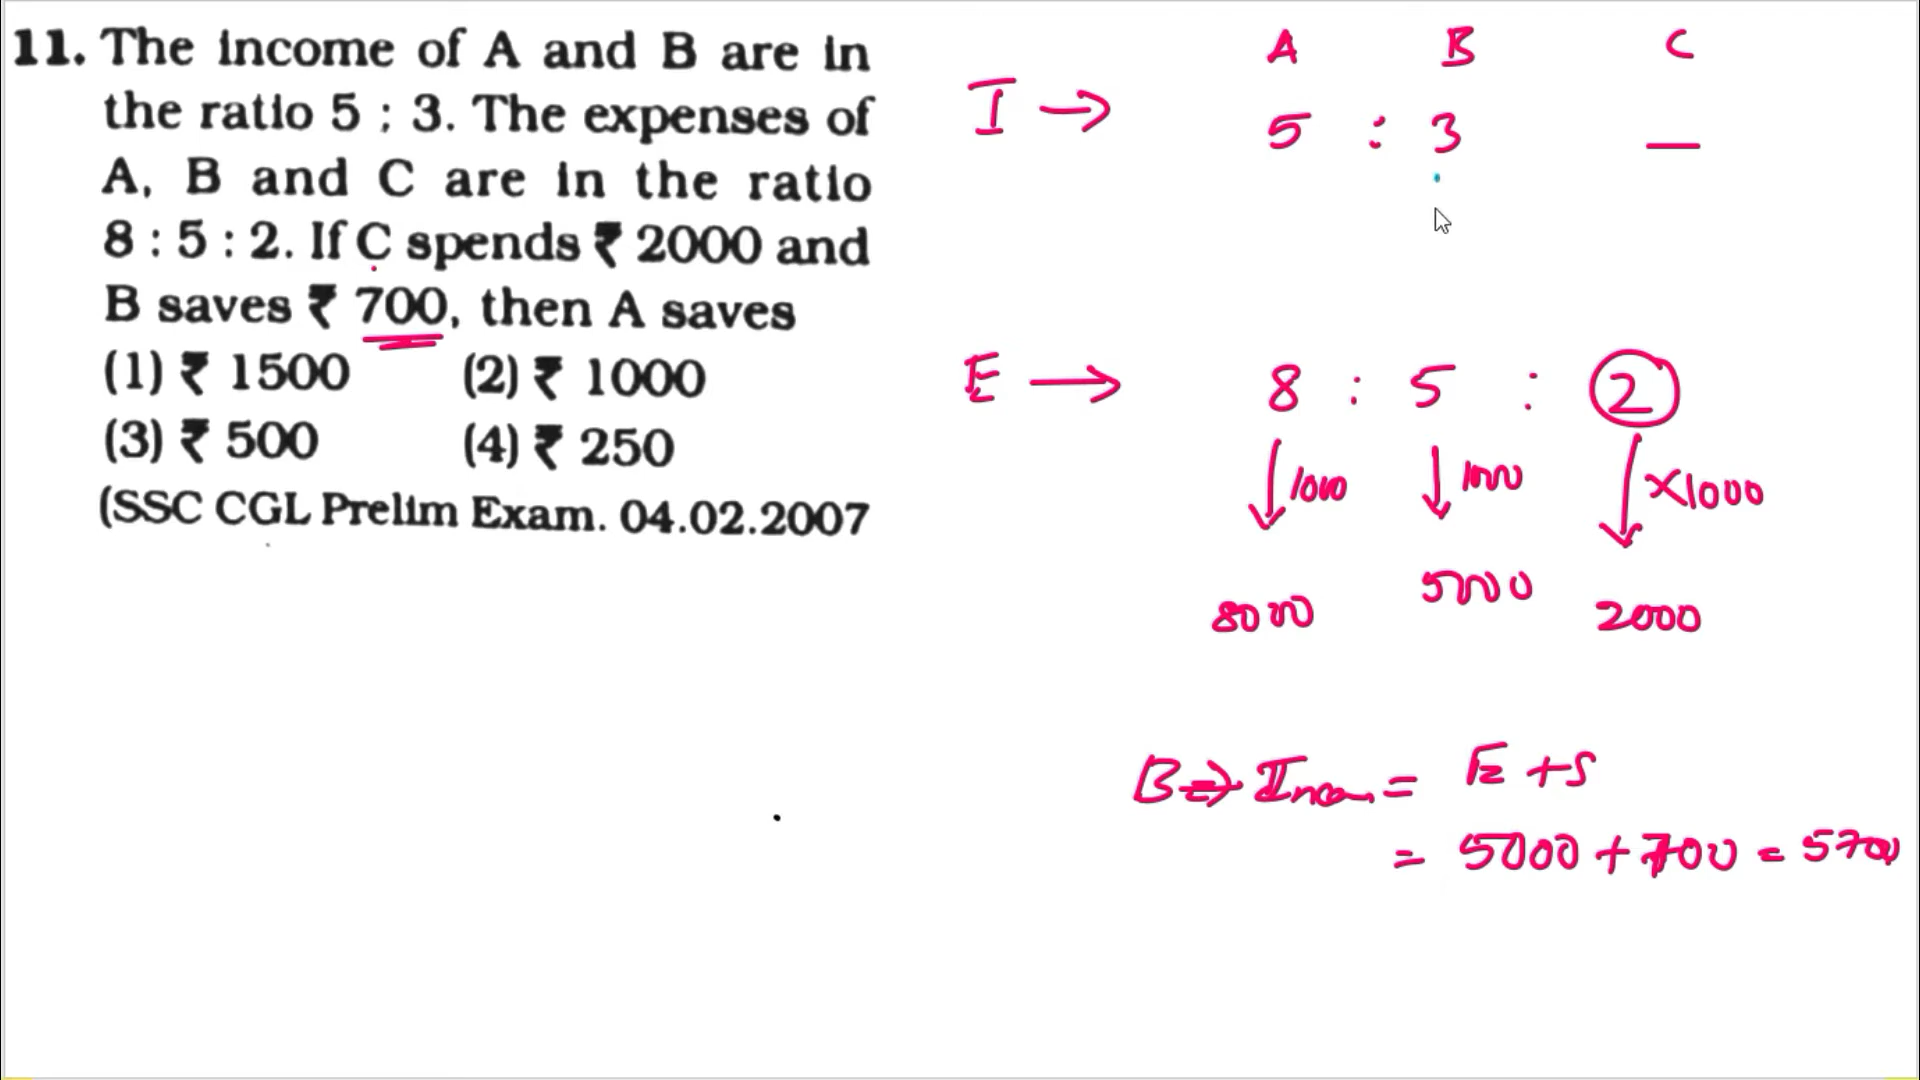 11. The income of A and B are in
the ratio 5 : 3. The expenses of
A, B and C are in the ratio
8 : 5 : 2. If C spends ₹ 2000 and
B saves ₹ 700, then A saves
(1) ₹ 1500 (2) ₹ 1000
(3) ₹ 500 (4) ₹ 250
(SSC CGL Prelim Exam. 04.02.2007
A B C
I → 5 : 3 —
E → 8 : 5 : 2
1000 1000 ×1000
8000 5000 2000
B ⇒ Incom = E + S
= 5000 + 700 = 5700